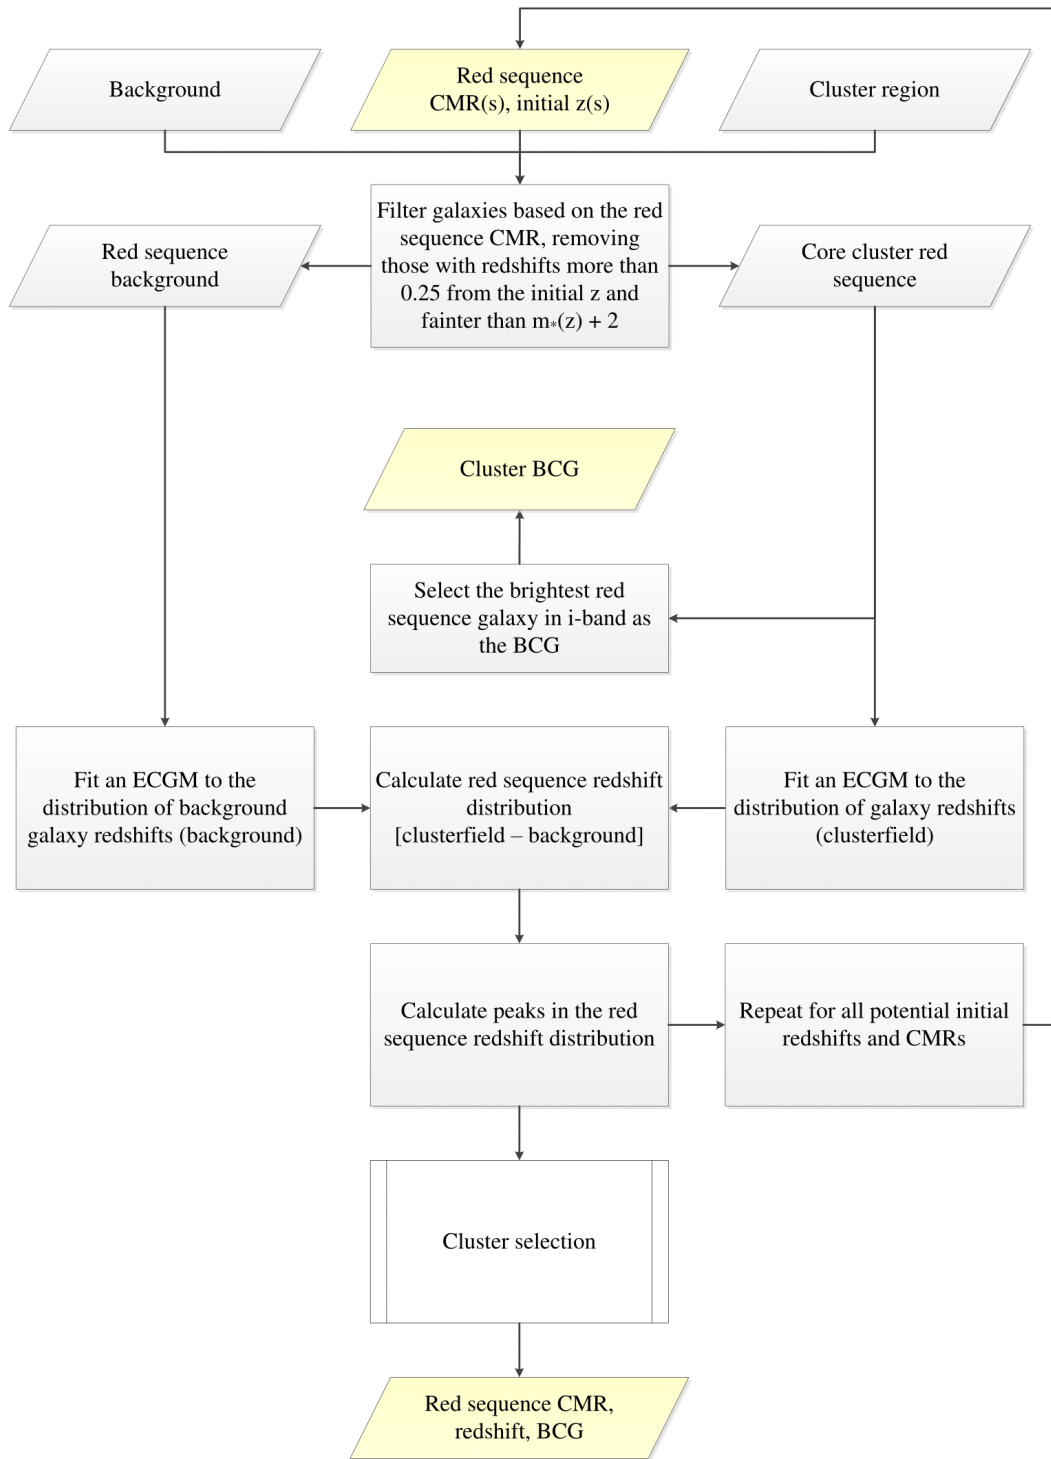 Background
Red sequence
CMR(s), initial z(s)
Cluster region
Filter galaxies based on the red
sequence CMR, removing
those with redshifts more than
0.25 from the initial z and
fainter than m*(z) + 2
Red sequence
background
Core cluster red
sequence
Cluster BCG
Select the brightest red
sequence galaxy in i-band as
the BCG
Fit an ECGM to the
distribution of background
galaxy redshifts (background)
Calculate red sequence redshift
distribution
[clusterfield – background]
Fit an ECGM to the
distribution of galaxy redshifts
(clusterfield)
Calculate peaks in the red
sequence redshift distribution
Repeat for all potential initial
redshifts and CMRs
Cluster selection
Red sequence CMR,
redshift, BCG